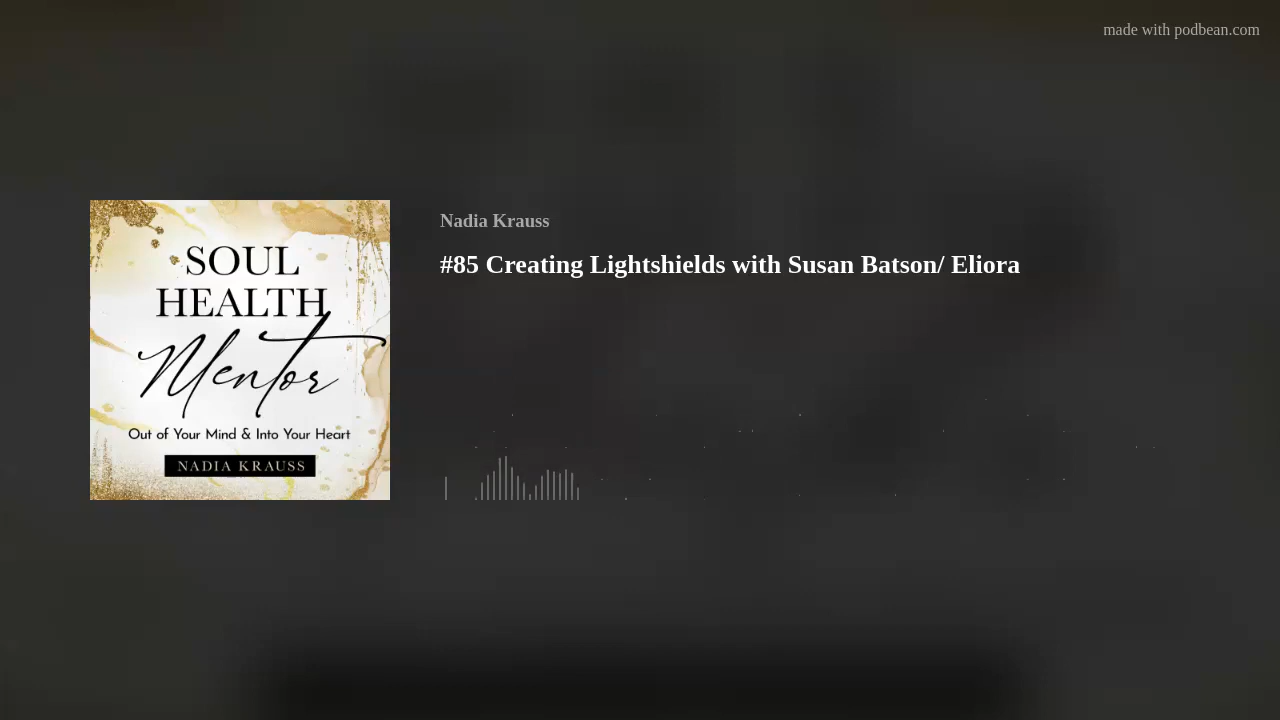 made with podbean.com
SOUL
HEALTH
Mentor
Out of Your Mind & Into Your Heart
NADIA KRAUSS
Nadia Krauss
#85 Creating Lightshields with Susan Batson/ Eliora